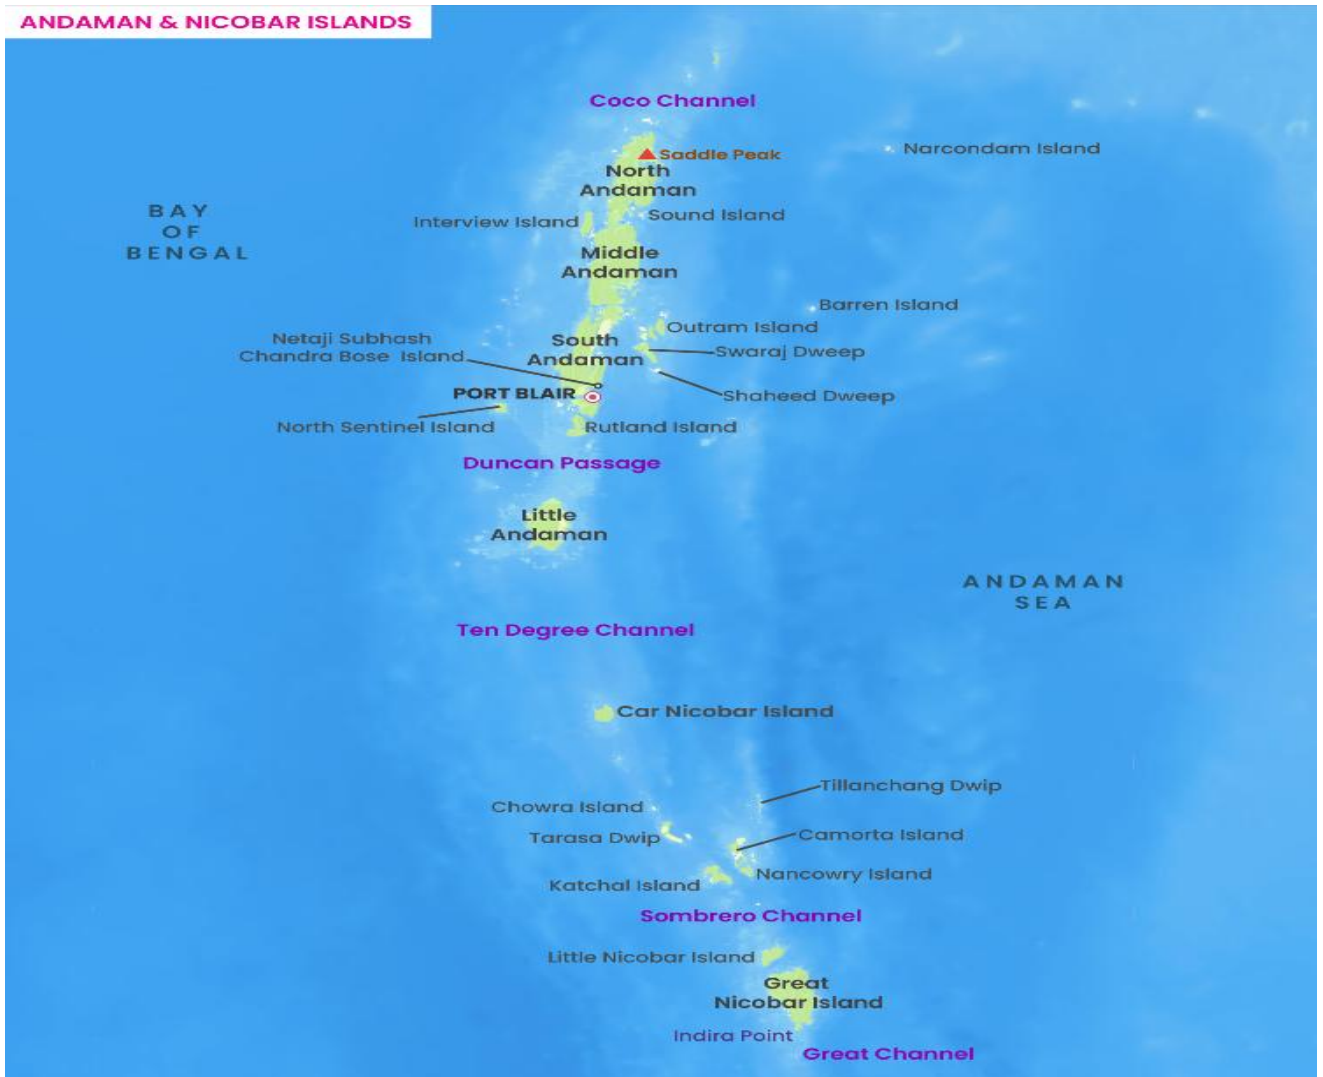 ANDAMAN & NICOBAR ISLANDS
Coco Channel
Saddle Peak
Narcondam Island
North
Andaman
BAY
OF
BENGAL
Interview Island
Sound Island
Middle
Andaman
Barren Island
Outram Island
Netaji Subhash
Chandra Bose Island
South
Andaman
Swaraj Dweep
PORT BLAIR
Shaheed Dweep
North Sentinel Island
Rutland Island
Duncan Passage
Little
Andaman
ANDAMAN
SEA
Ten Degree Channel
Car Nicobar Island
Tillanchang Dwip
Chowra Island
Tarasa Dwip
Camorta Island
Nancowry Island
Katchal Island
Sombrero Channel
Little Nicobar Island
Great
Nicobar Island
Indira Point
Great Channel